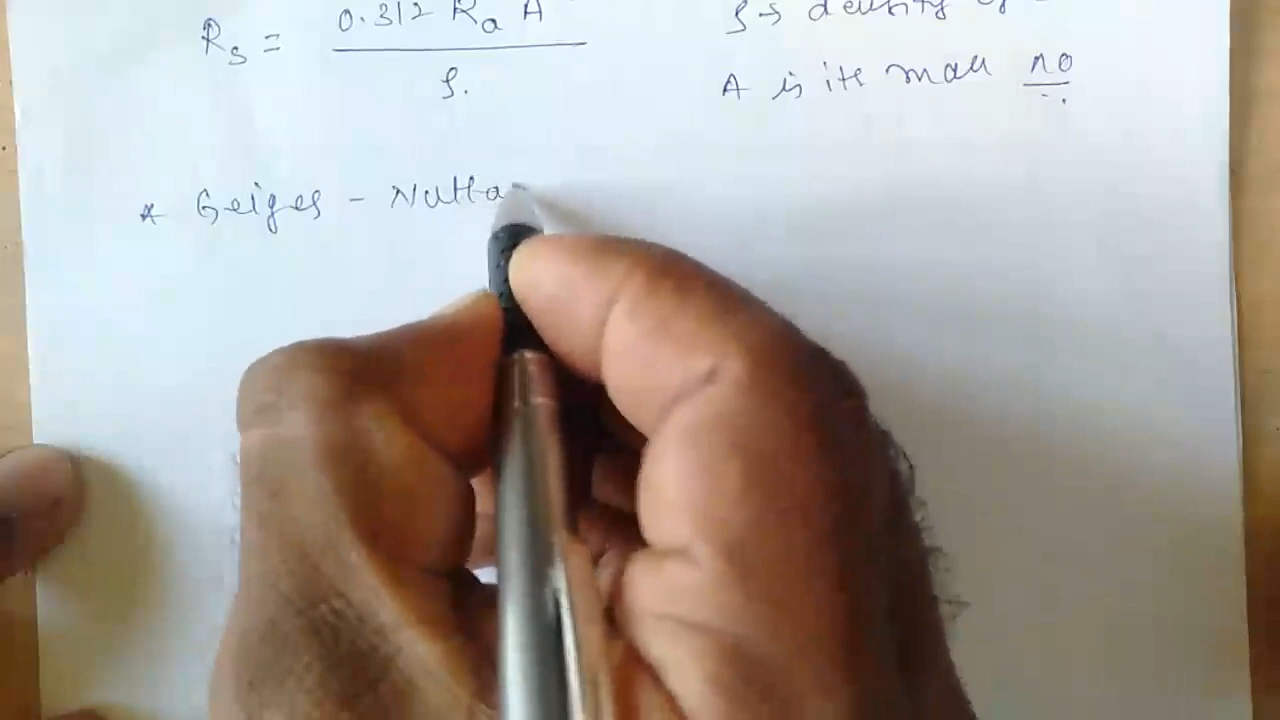 Rs = 0.312 Ra A
ρ.
ρ → density of
A is its mass no
* Geiger - Nutta